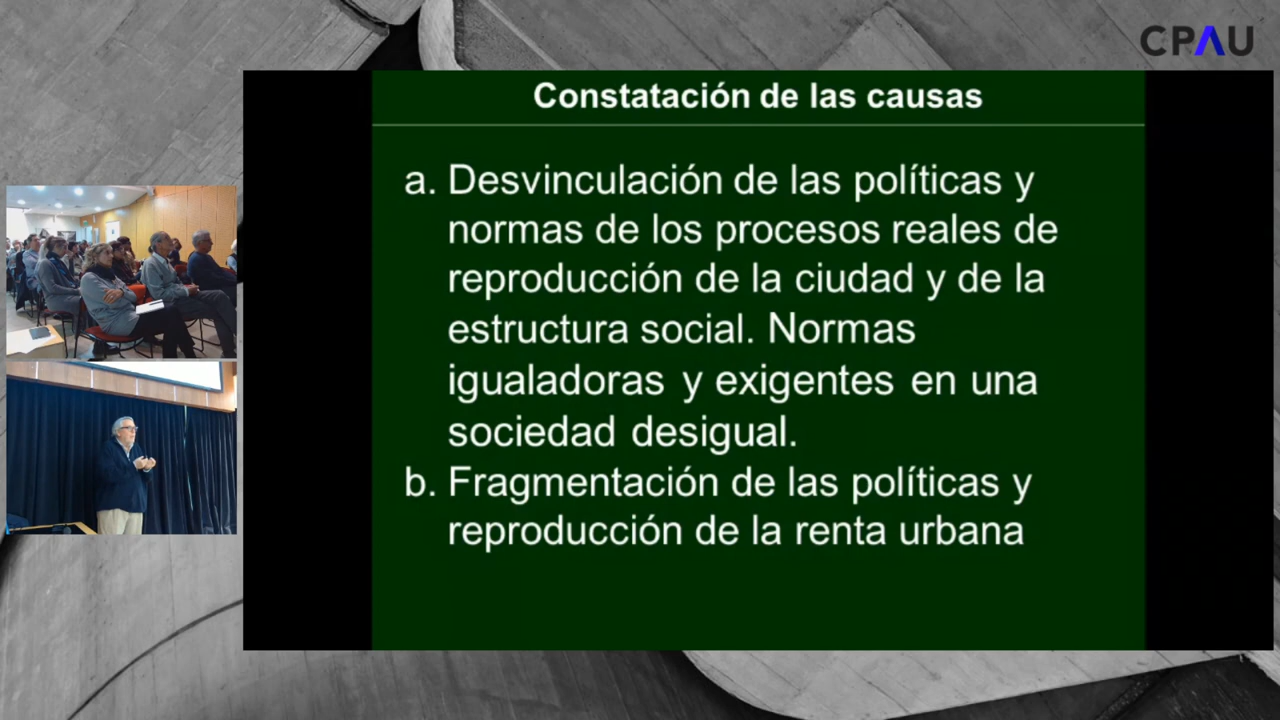 CPAU
Constatación de las causas
a. Desvinculación de las políticas y
normas de los procesos reales de
reproducción de la ciudad y de la
estructura social. Normas
igualadoras y exigentes en una
sociedad desigual.
b. Fragmentación de las políticas y
reproducción de la renta urbana